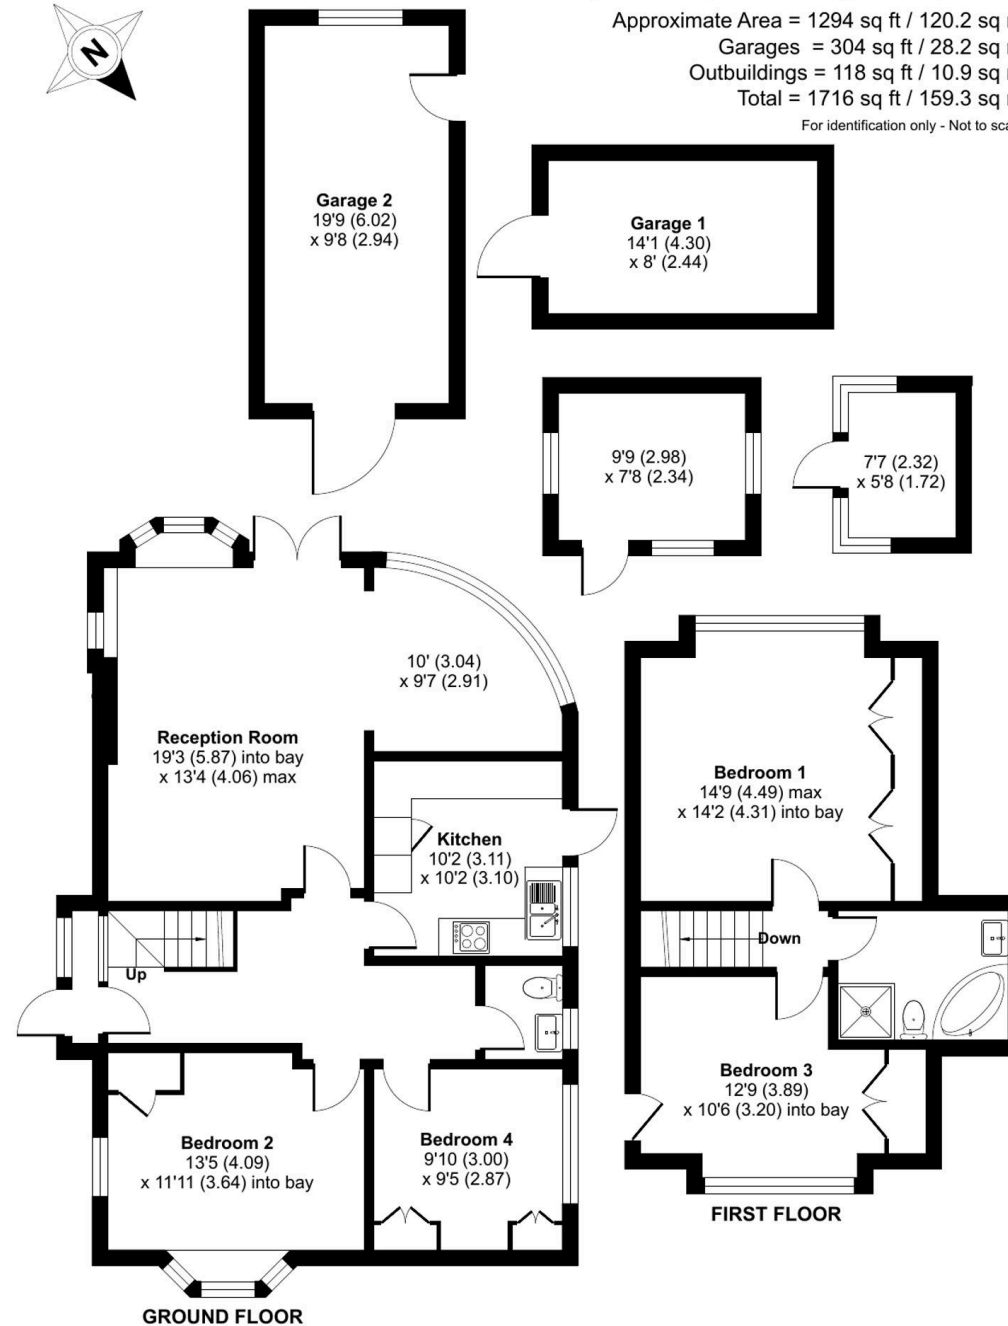 N
Approximate Area = 1294 sq ft / 120.2 sq
Garages = 304 sq ft / 28.2 sq
Outbuildings = 118 sq ft / 10.9 sq
Total = 1716 sq ft / 159.3 sq
For identification only - Not to sca
Garage 2
19'9 (6.02)
x 9'8 (2.94)
Garage 1
14'1 (4.30)
x 8' (2.44)
9'9 (2.98)
x 7'8 (2.34)
7'7 (2.32)
x 5'8 (1.72)
10' (3.04)
x 9'7 (2.91)
Reception Room
19'3 (5.87) into bay
x 13'4 (4.06) max
Kitchen
10'2 (3.11)
x 10'2 (3.10)
Up
Bedroom 2
13'5 (4.09)
x 11'11 (3.64) into bay
Bedroom 4
9'10 (3.00)
x 9'5 (2.87)
GROUND FLOOR
Bedroom 1
14'9 (4.49) max
x 14'2 (4.31) into bay
Down
Bedroom 3
12'9 (3.89)
x 10'6 (3.20) into bay
FIRST FLOOR